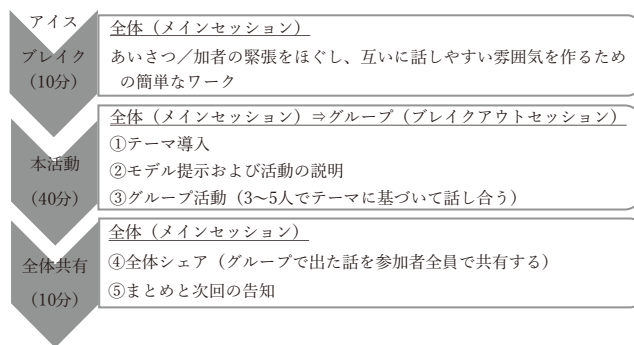 アイス
ブレイク
（10分）
全体（メインセッション）
あいさつ／加者の緊張をほぐし、互いに話しやすい雰囲気を作るため
の簡単なワーク
本活動
（40分）
全体（メインセッション）⇒グループ（ブレイクアウトセッション）
①テーマ導入
②モデル提示および活動の説明
③グループ活動（3〜5人でテーマに基づいて話し合う）
全体共有
（10分）
全体（メインセッション）
④全体シェア（グループで出た話を参加者全員で共有する）
⑤まとめと次回の告知